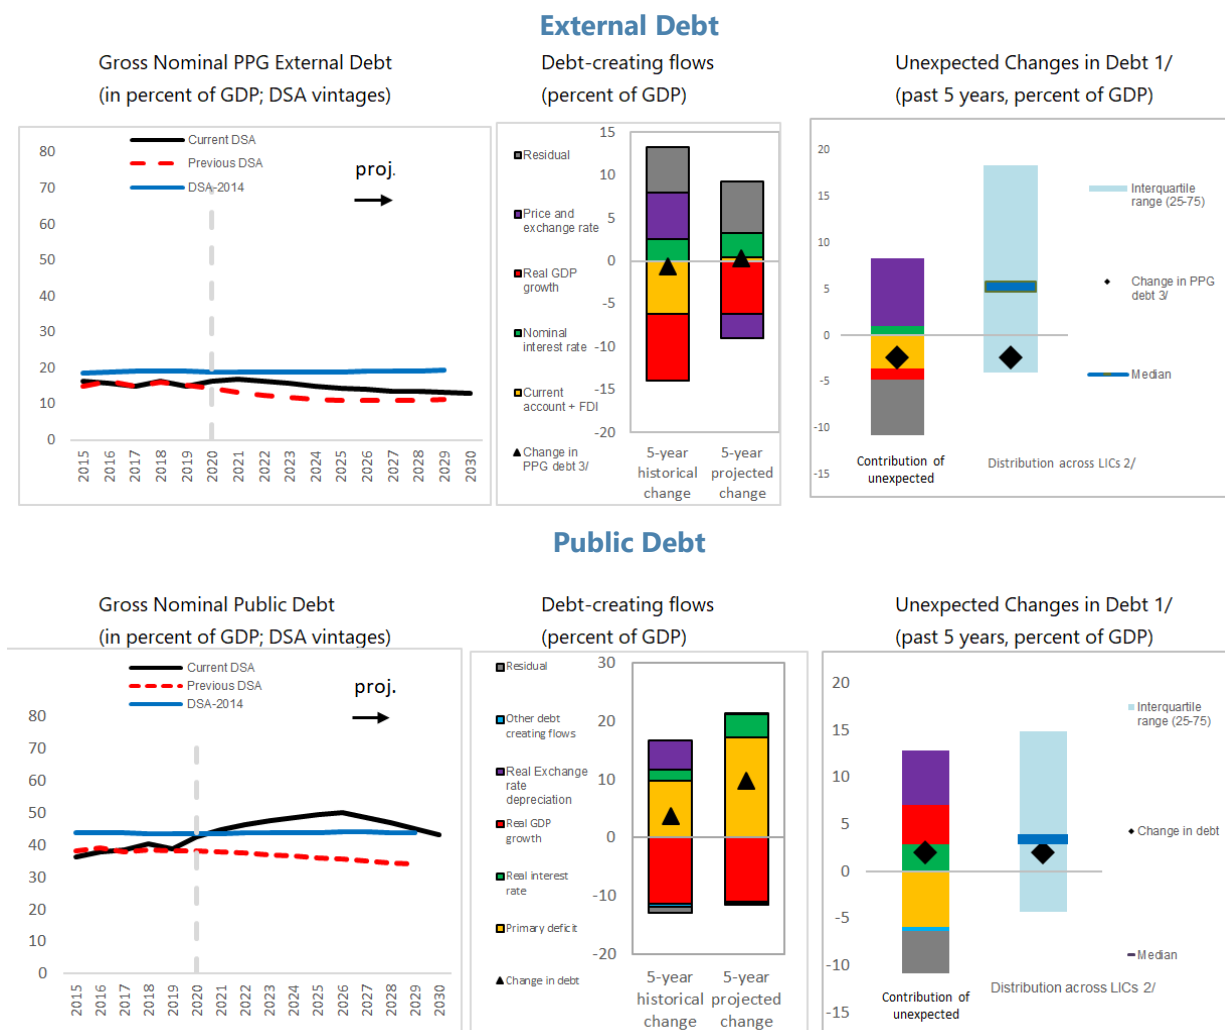 External Debt
Gross Nominal PPG External Debt
(in percent of GDP; DSA vintages)
Debt-creating flows
(percent of GDP)
Unexpected Changes in Debt 1/
(past 5 years, percent of GDP)
Current DSA
Previous DSA
DSA-2014
proj.
80
70
60
50
40
30
20
10
0
2015
2016
2017
2018
2019
2020
2021
2022
2023
2024
2025
2026
2027
2028
2029
2030
Residual
Price and
exchange rate
Real GDP
growth
Nominal
interest rate
Current
account + FDI
Change in
PPG debt 3/
15
10
5
0
-5
-10
-15
-20
5-year
historical
change
5-year
projected
change
20
15
10
5
0
-5
-10
-15
Contribution of
unexpected
Distribution across LICs 2/
Interquartile
range (25-75)
Change in PPG
debt 3/
Median
Public Debt
Gross Nominal Public Debt
(in percent of GDP; DSA vintages)
Debt-creating flows
(percent of GDP)
Unexpected Changes in Debt 1/
(past 5 years, percent of GDP)
Current DSA
Previous DSA
DSA-2014
proj.
80
70
60
50
40
30
20
10
0
2015
2016
2017
2018
2019
2020
2021
2022
2023
2024
2025
2026
2027
2028
2029
2030
Residual
Other debt
creating flows
Real Exchange
rate
depreciation
Real GDP
growth
Real interest
rate
Primary deficit
Change in debt
30
20
10
0
-10
-20
5-year
historical
change
5-year
projected
change
20
15
10
5
0
-5
-10
-15
Contribution of
unexpected
Distribution across LICs 2/
Interquartile
range (25-75)
Change in debt
Median